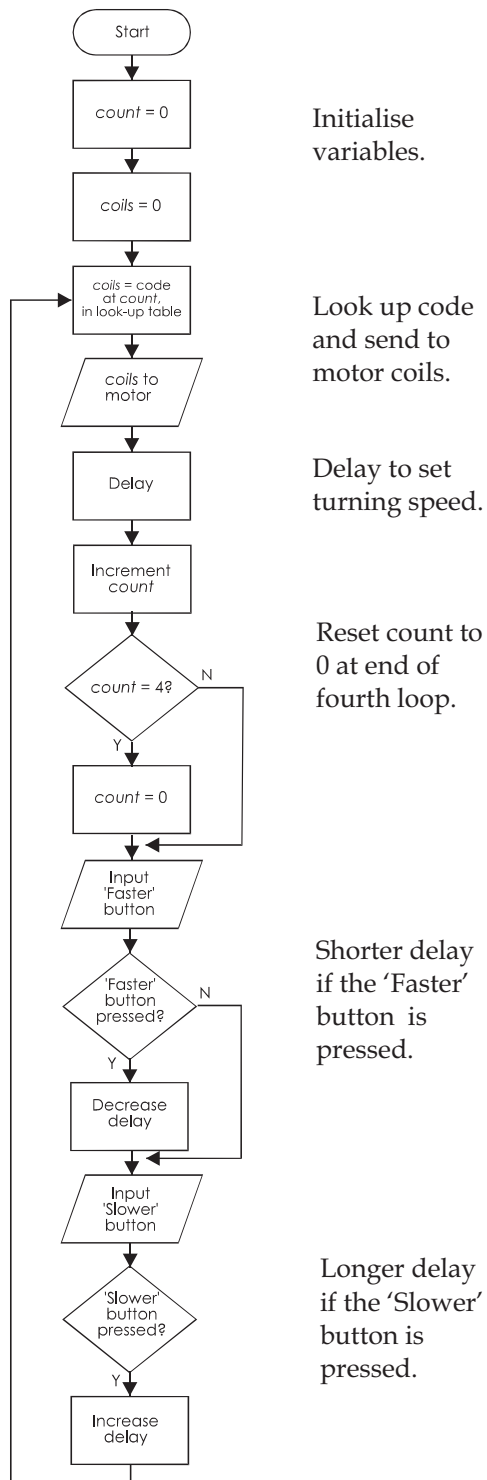 Start
count = 0
Initialise
variables.
coils = 0
coils = code
at count,
in look-up table
Look up code
and send to
motor coils.
coils to
motor
Delay
Delay to set
turning speed.
Increment
count
Reset count to
0 at end of
fourth loop.
count = 4?
N
Y
count = 0
Input
'Faster'
button
'Faster'
button
pressed?
N
Y
Shorter delay
if the ‘Faster’
button is
pressed.
Decrease
delay
Input
'Slower'
button
'Slower'
button
pressed?
Y
Longer delay
if the ‘Slower’
button is
pressed.
Increase
delay